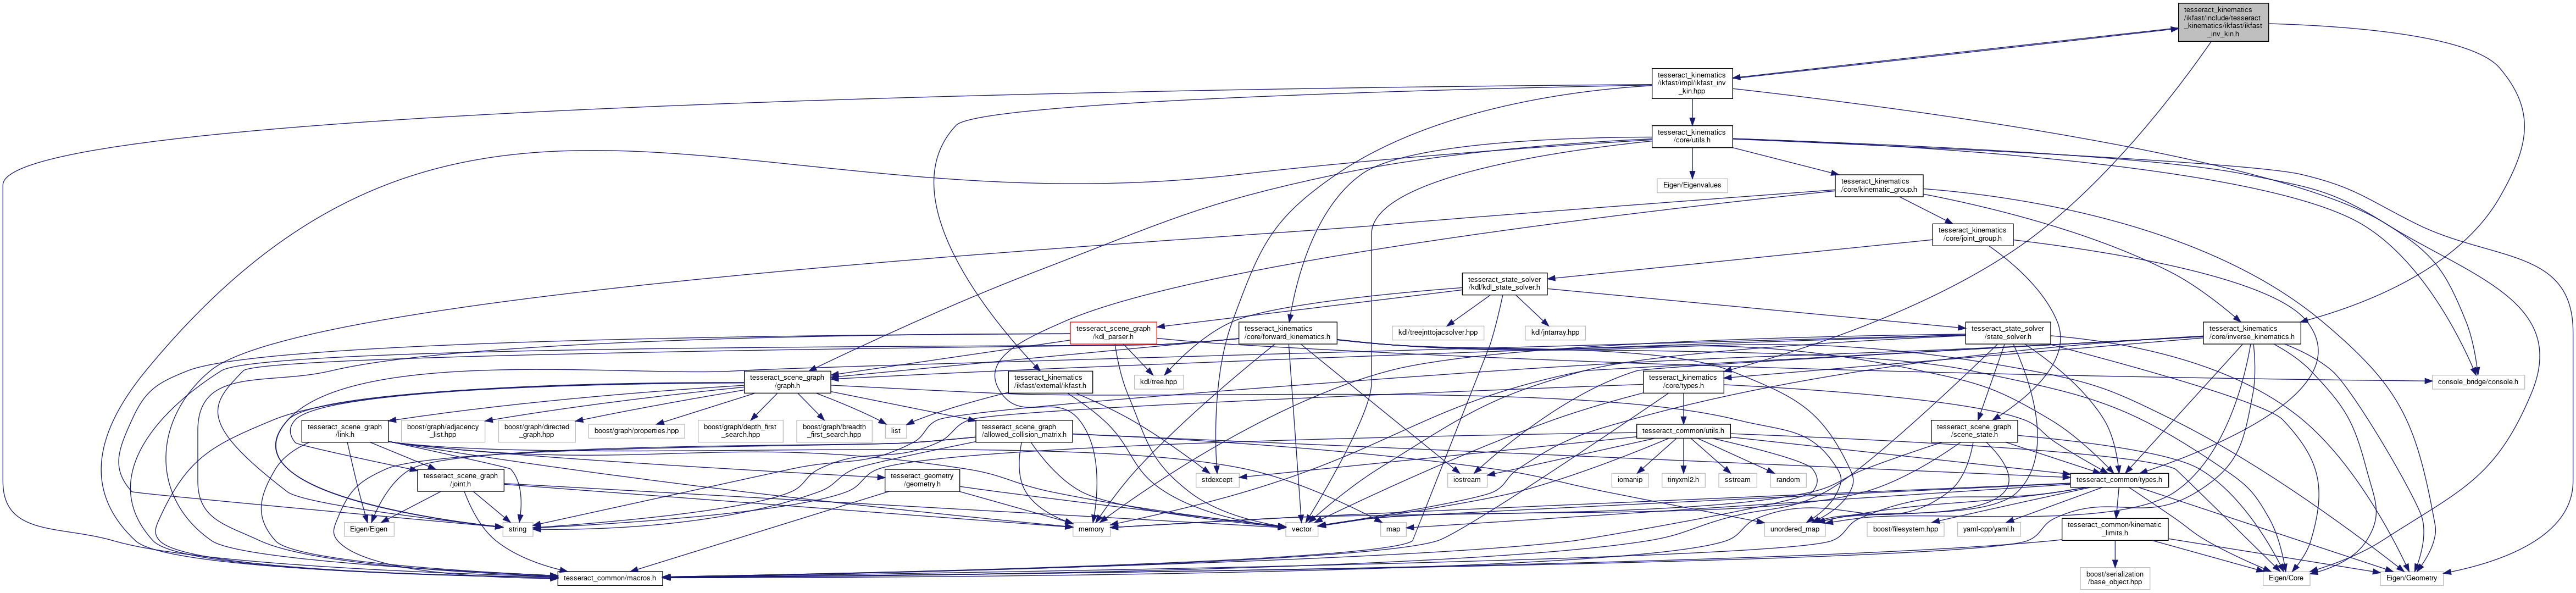 tesseract_kinematics
/ikfast/include/tesseract
_kinematics/ikfast/ikfast
_inv_kin.h
tesseract_kinematics
/ikfast/impl/ikfast_inv
_kin.hpp
tesseract_kinematics
/core/utils.h
Eigen/Eigenvalues
tesseract_kinematics
/core/kinematic_group.h
tesseract_kinematics
/core/joint_group.h
tesseract_state_solver
/kdl/kdl_state_solver.h
tesseract_scene_graph
/kdl_parser.h
tesseract_kinematics
/core/forward_kinematics.h
kdl/treejnttojacsolver.hpp
kdl/jntarray.hpp
tesseract_state_solver
/state_solver.h
tesseract_kinematics
/core/inverse_kinematics.h
tesseract_scene_graph
/graph.h
tesseract_kinematics
/ikfast/external/ikfast.h
kdl/tree.hpp
tesseract_kinematics
/core/types.h
console_bridge/console.h
tesseract_scene_graph
/link.h
boost/graph/adjacency
_list.hpp
boost/graph/directed
_graph.hpp
boost/graph/properties.hpp
boost/graph/depth_first
_search.hpp
boost/graph/breadth
_first_search.hpp
list
tesseract_scene_graph
/allowed_collision_matrix.h
tesseract_common/utils.h
tesseract_scene_graph
/scene_state.h
tesseract_scene_graph
/joint.h
tesseract_geometry
/geometry.h
stdexcept
iostream
iomanip
tinyxml2.h
sstream
random
tesseract_common/types.h
Eigen/Eigen
string
memory
vector
map
unordered_map
boost/filesystem.hpp
yaml-cpp/yaml.h
tesseract_common/kinematic
_limits.h
tesseract_common/macros.h
boost/serialization
/base_object.hpp
Eigen/Core
Eigen/Geometry